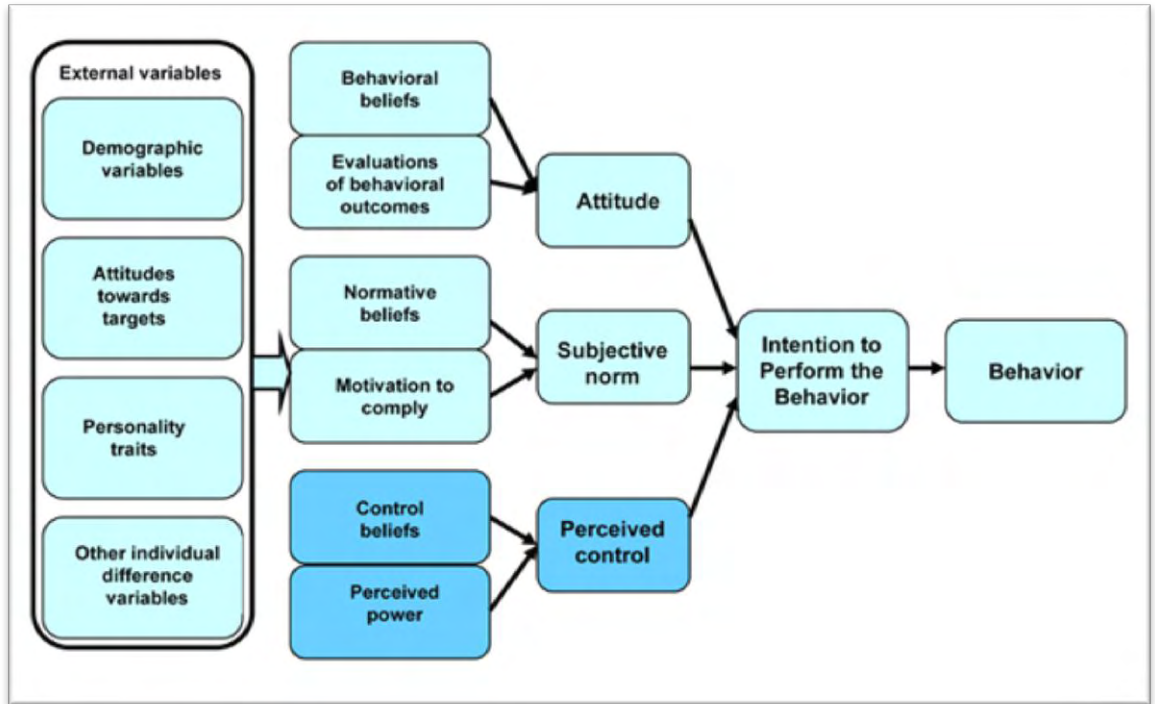 External variables
Demographic
variables
Attitudes
towards
targets
Personality
traits
Other individual
difference
variables
Behavioral
beliefs
Evaluations
of behavioral
outcomes
Normative
beliefs
Motivation to
comply
Control
beliefs
Perceived
power
Attitude
Subjective
norm
Perceived
control
Intention to
Perform the
Behavior
Behavior